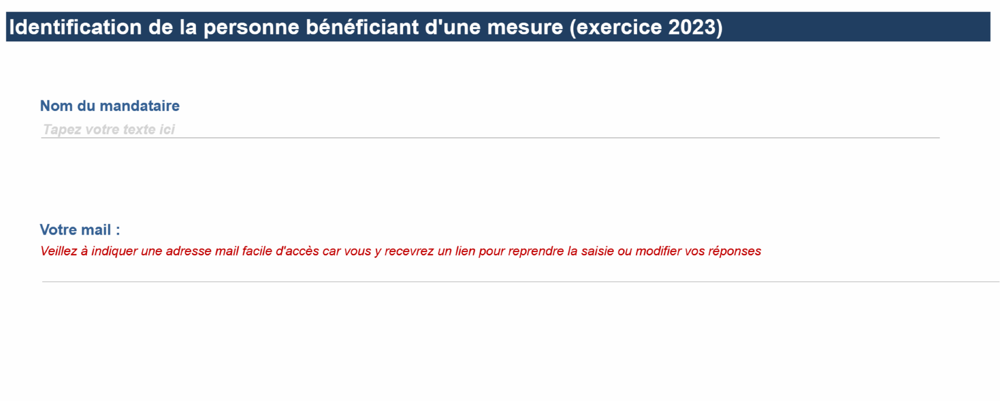 Identification de la personne bénéficiant d'une mesure (exercice 2023)
Nom du mandataire
Tapez votre texte ici
Votre mail :
Veillez à indiquer une adresse mail facile d'accès car vous y recevrez un lien pour reprendre la saisie ou modifier vos réponses